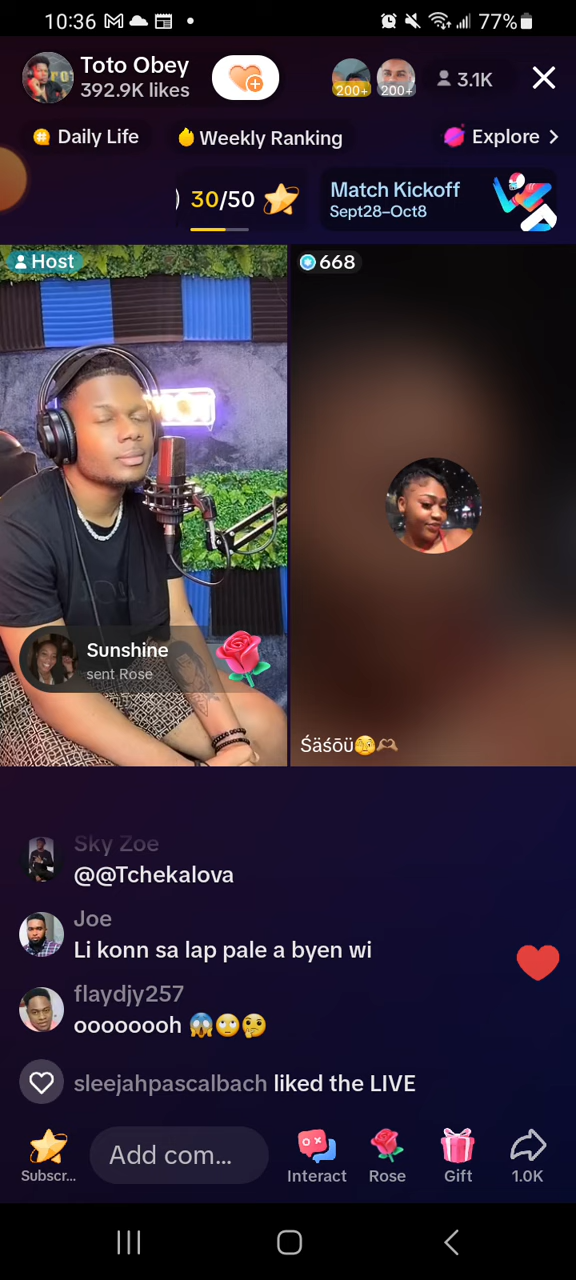 10:36
77%
Toto Obey
392.9K likes
200+
200+
3.1K
Daily Life
Weekly Ranking
Explore
30/50
Match Kickoff
Sept28–Oct8
Host
668
Sunshine
sent Rose
Śäśōü
Sky Zoe
@@Tchekalova
Joe
Li konn sa lap pale a byen wi
flaydjy257
oooooooh 😱🙄🤔
sleejahpascalbach liked the LIVE
Subscr...
Add com...
Interact
Rose
Gift
1.0K